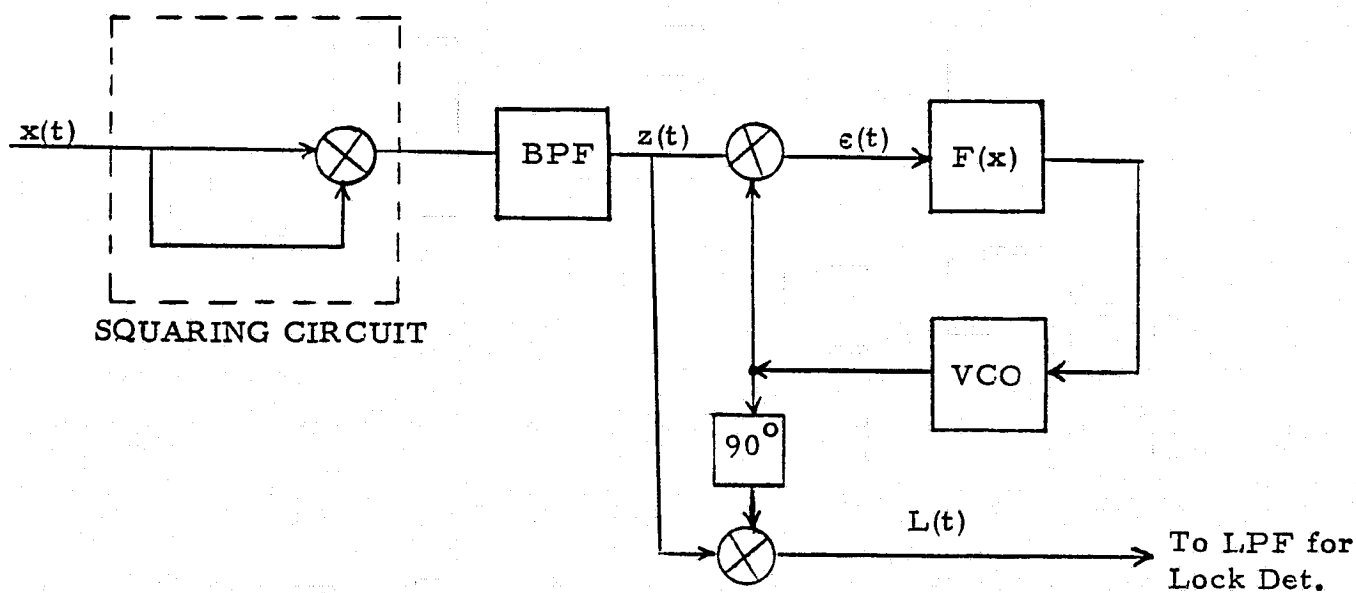 x(t)
BPF
z(t)
ϵ(t)
F(x)
SQUARING CIRCUIT
VCO
90°
L(t)
To LPF for
Lock Det.